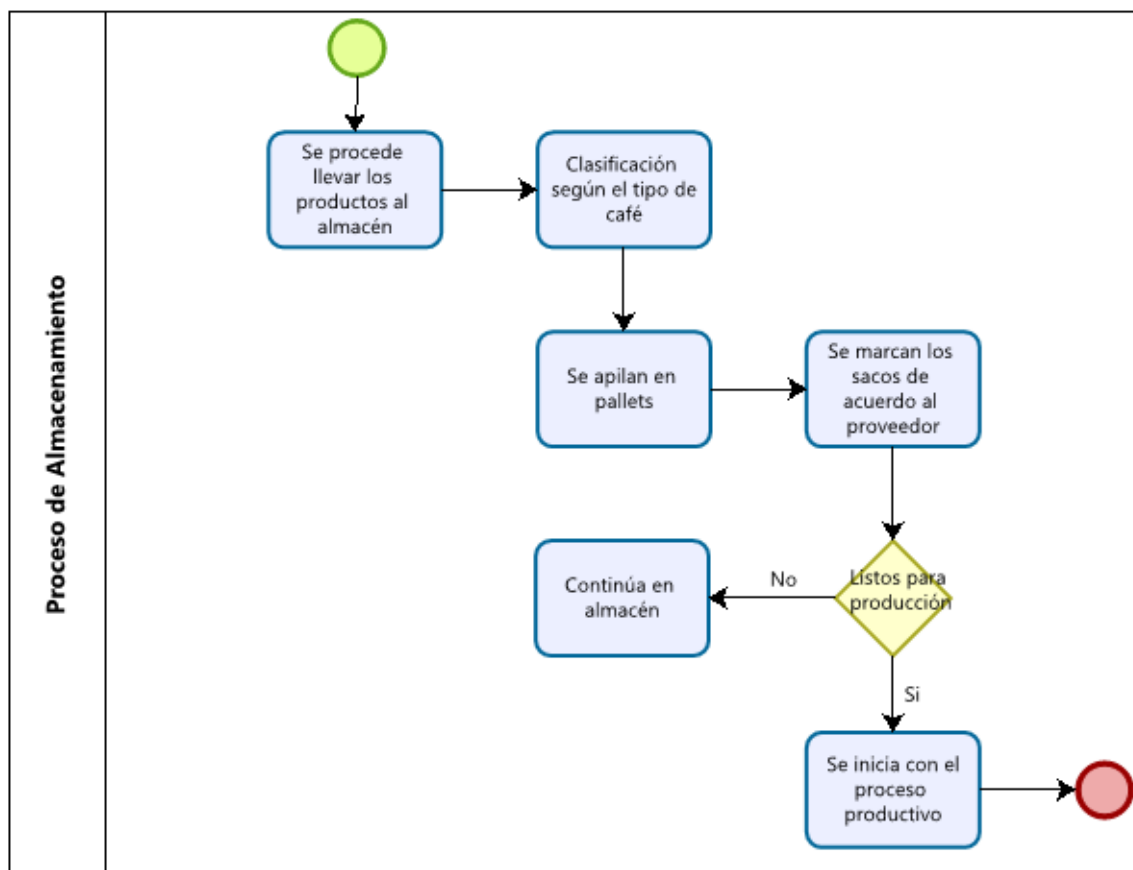 Proceso de Almacenamiento
Se procede
llevar los
productos al
almacén
Clasificación
según el tipo de
café
Se apilan en
pallets
Se marcan los
sacos de
acuerdo al
proveedor
Listos para
producción
No
Continúa en
almacén
Si
Se inicia con el
proceso
productivo